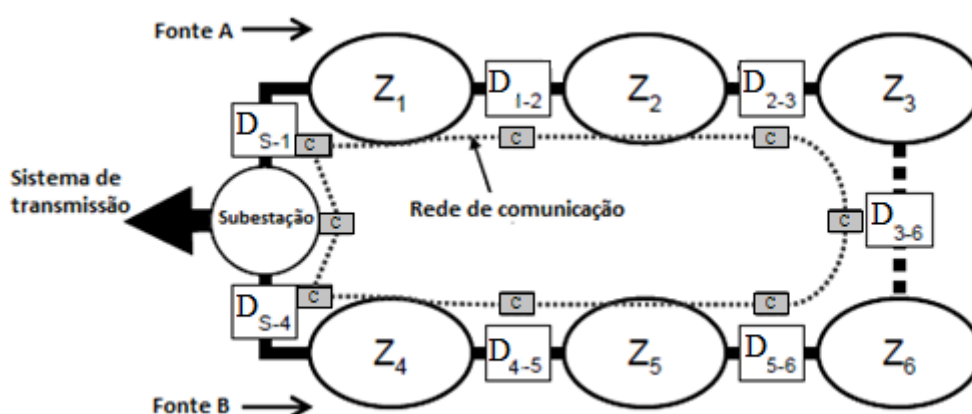 Fonte A
Z1
D1-2
Z2
D2-3
Z3
DS-1
C
C
C
Sistema de
transmissão
Subestação
C
Rede de comunicação
C
D3-6
DS-4
C
C
C
Z4
D4-5
Z5
D5-6
Z6
Fonte B